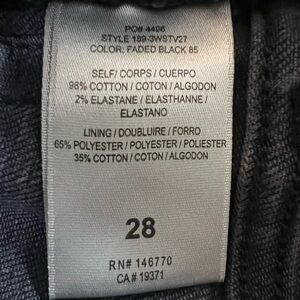 PO# 4496
STYLE 189-3WSTV27
COLOR: FADED BLACK 85
SELF/ CORPS / CUERPO
98% COTTON / COTON / ALGODON
2% ELASTANE / ELASTHANNE /
ELASTANO
LINING / DOUBLUIRE / FORRO
65% POLYESTER / POLYESTER / POLIESTER
35% COTTON / COTON / ALGODON
28
RN# 146770
CA# 19371